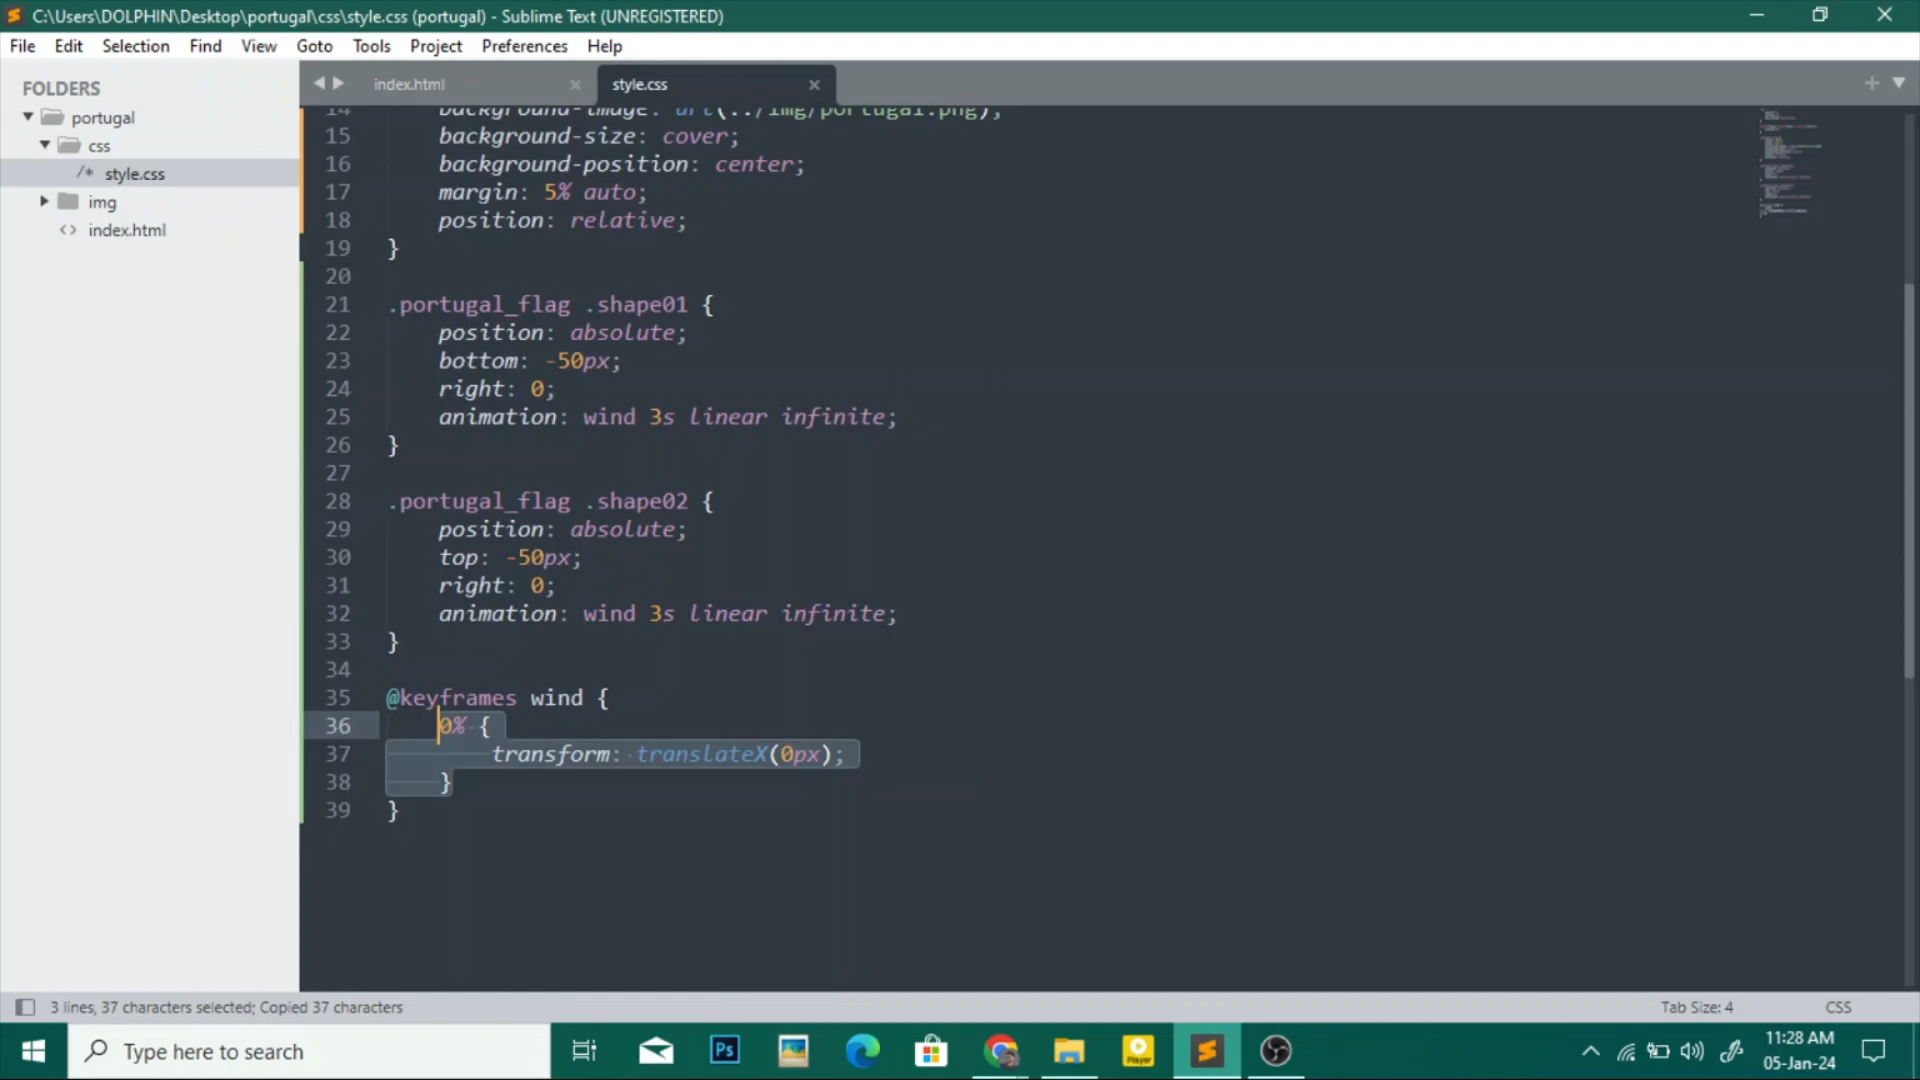 C:\Users\DOLPHIN\Desktop\portugal\css\style.css (portugal) - Sublime Text (UNREGISTERED)
File Edit Selection Find View Goto Tools Project Preferences Help
FOLDERS
portugal
css
/* style.css
img
<> index.html
index.html
style.css
14 background-image: url(../img/portugal.png);
15 background-size: cover;
16 background-position: center;
17 margin: 5% auto;
18 position: relative;
19 }
20
21 .portugal_flag .shape01 {
22 position: absolute;
23 bottom: -50px;
24 right: 0;
25 animation: wind 3s linear infinite;
26 }
27
28 .portugal_flag .shape02 {
29 position: absolute;
30 top: -50px;
31 right: 0;
32 animation: wind 3s linear infinite;
33 }
34
35 @keyframes wind {
36 0% {
37 transform: translateX(0px);
38 }
39 }
3 lines, 37 characters selected; Copied 37 characters
Tab Size: 4
CSS
Type here to search
Ps
Player
11:28 AM
05-Jan-24